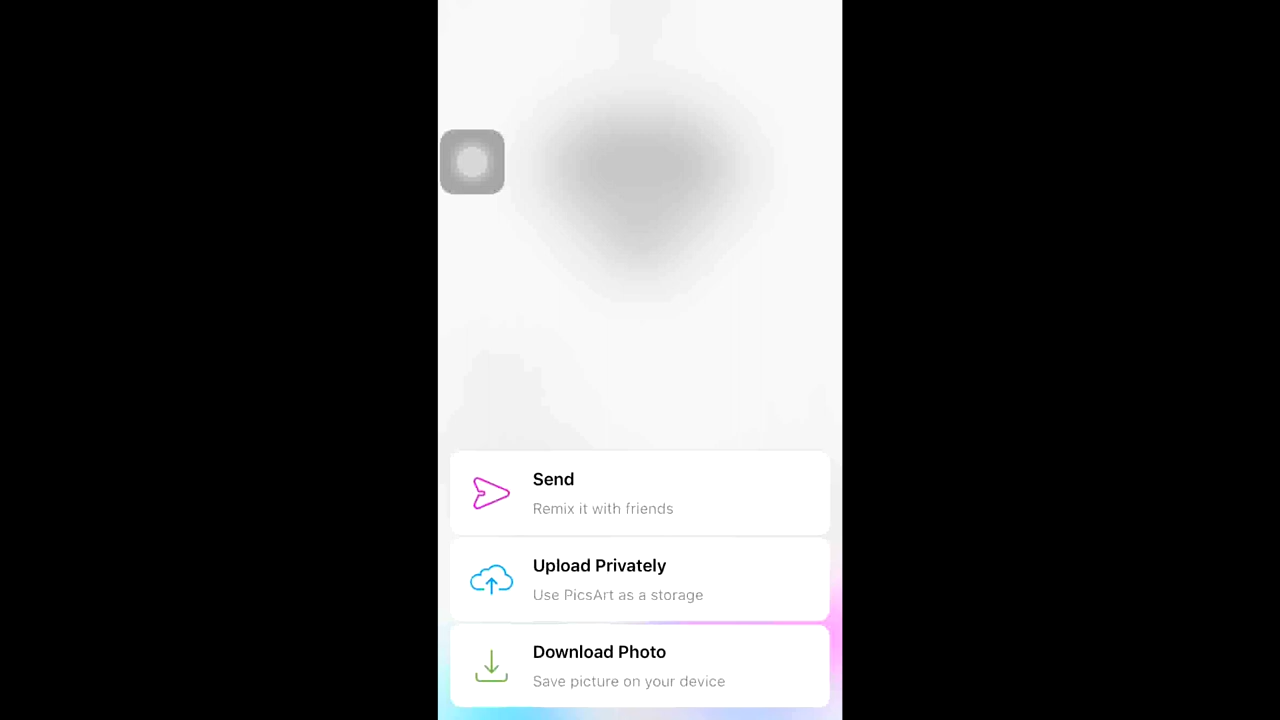 Send
Remix it with friends
Upload Privately
Use PicsArt as a storage
Download Photo
Save picture on your device